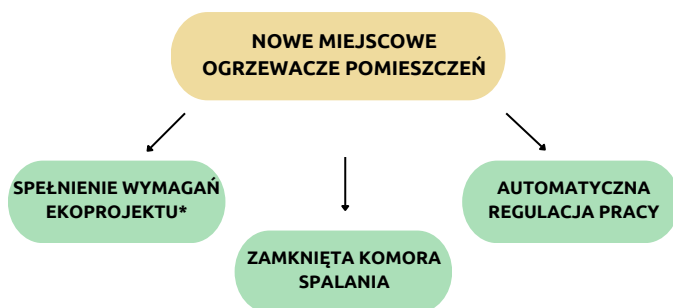 NOWE MIEJSCOWE
OGRZEWACZE POMIESZCZEŃ
SPEŁNIENIE WYMAGAŃ
EKOPROJEKTU*
ZAMKNIĘTA KOMORA
SPALANIA
AUTOMATYCZNA
REGULACJA PRACY